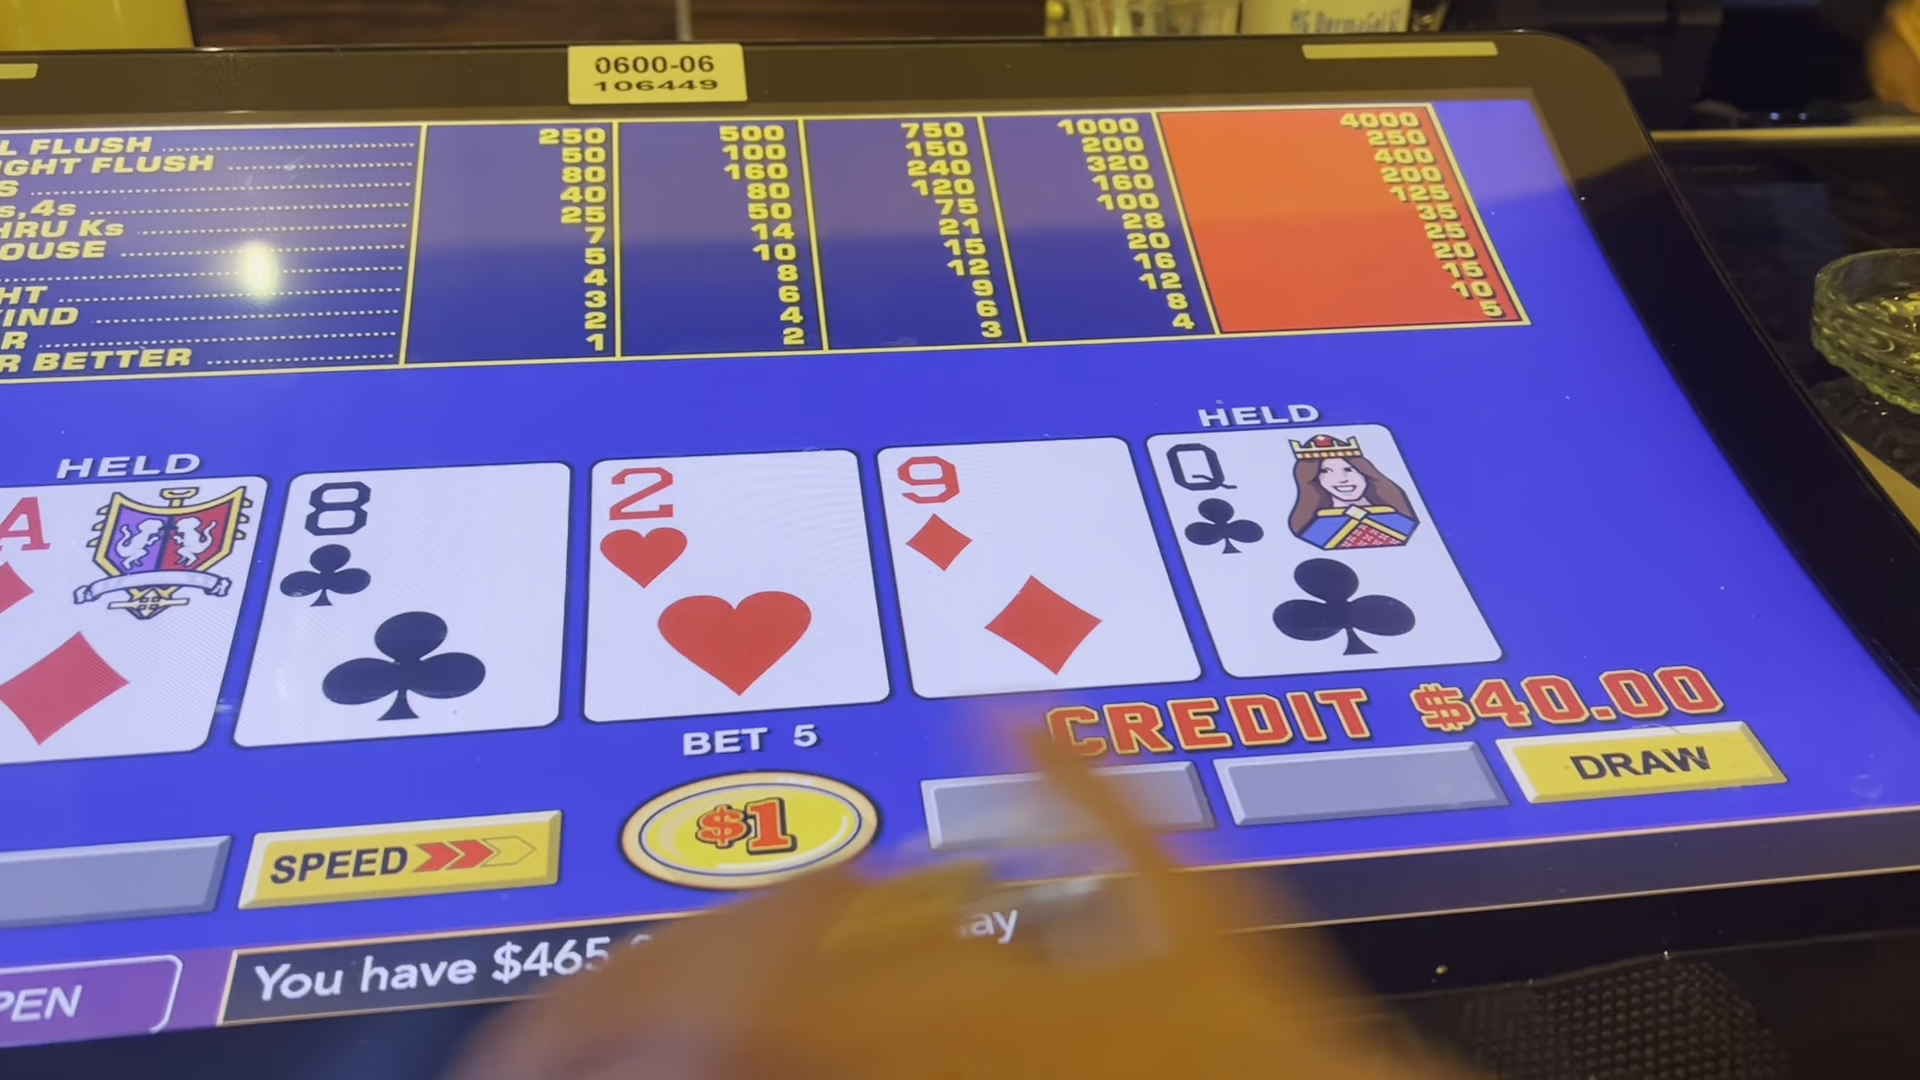 MG DermaGel
0600-06
106449
L FLUSH 250 500 750 1000 4000
IGHT FLUSH 50 100 150 200 250
S 80 160 240 320 400
s,4s 40 80 120 160 200
HRU Ks 25 50 75 100 125
OUSE 7 14 21 28 35
5 10 15 20 25
HT 4 8 12 16 20
KIND 3 6 9 12 15
R 2 4 6 8 10
R BETTER 1 2 3 4 5
HELD HELD
A 8 2 9 Q
BET 5
CREDIT $40.00
SPEED $1 DRAW
PEN You have $465 ay